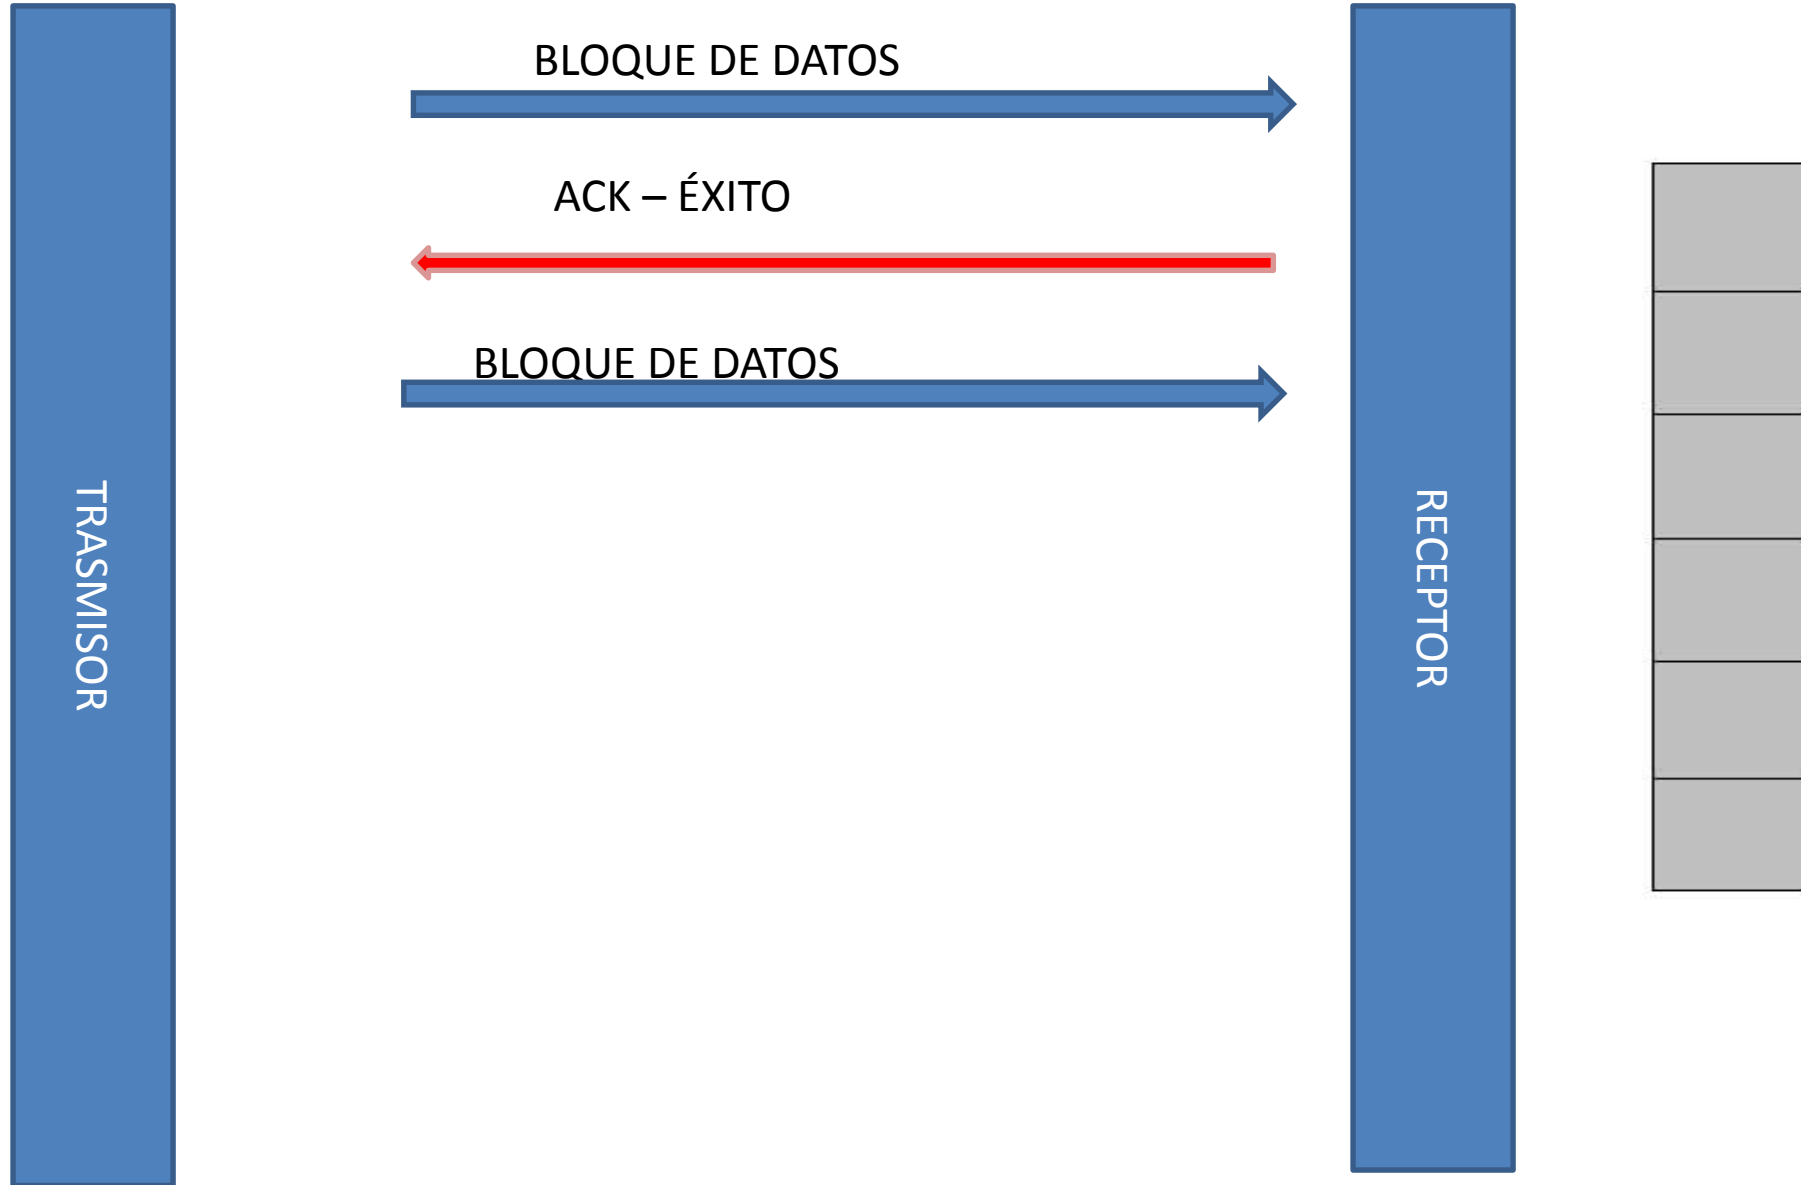 BLOQUE DE DATOS
ACK – ÉXITO
BLOQUE DE DATOS
TRASMISOR
RECEPTOR